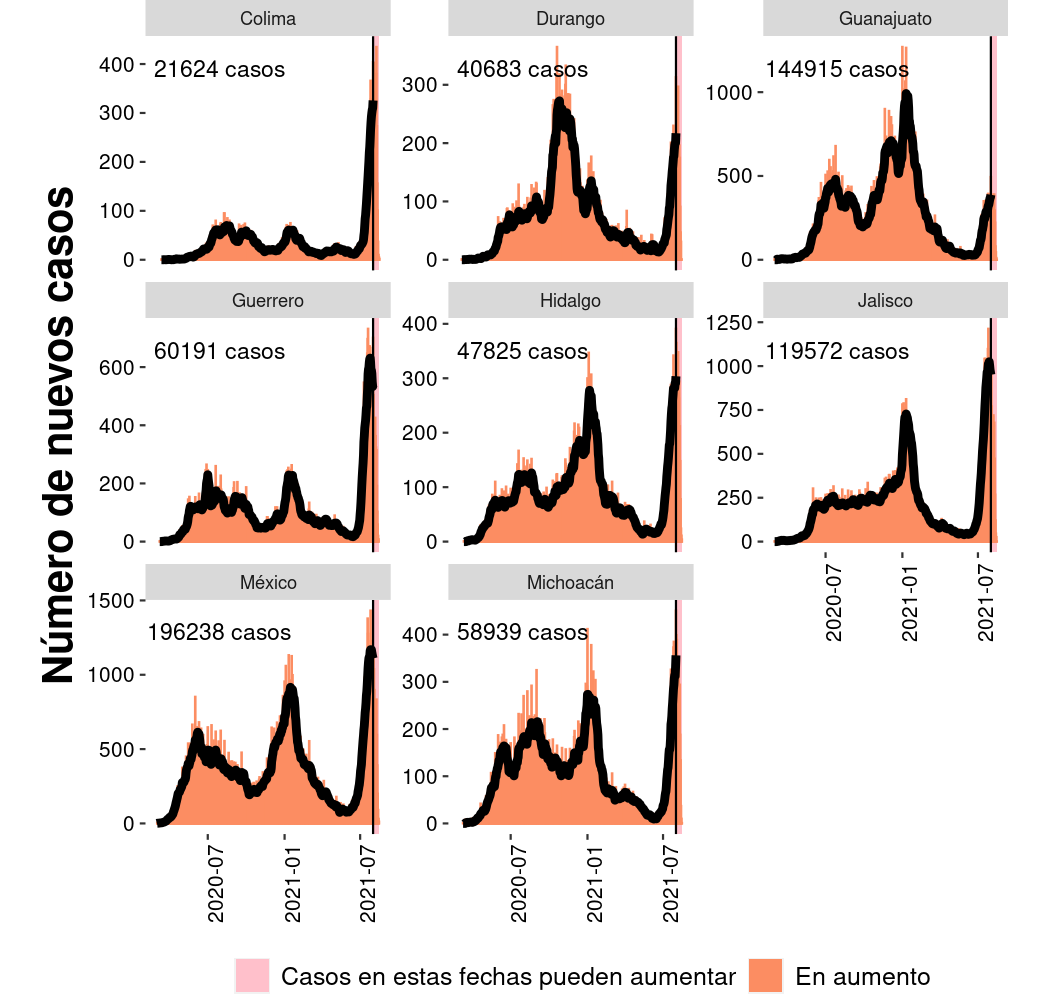 Número de nuevos casos
Colima
21624 casos
400
300
200
100
0
Durango
40683 casos
300
200
100
0
Guanajuato
144915 casos
1000
500
0
Guerrero
60191 casos
600
400
200
0
Hidalgo
47825 casos
400
300
200
100
0
Jalisco
119572 casos
1250
1000
750
500
250
0
2020-07
2021-01
2021-07
México
196238 casos
1500
1000
500
0
2020-07
2021-01
2021-07
Michoacán
58939 casos
400
300
200
100
0
2020-07
2021-01
2021-07
Casos en estas fechas pueden aumentar
En aumento